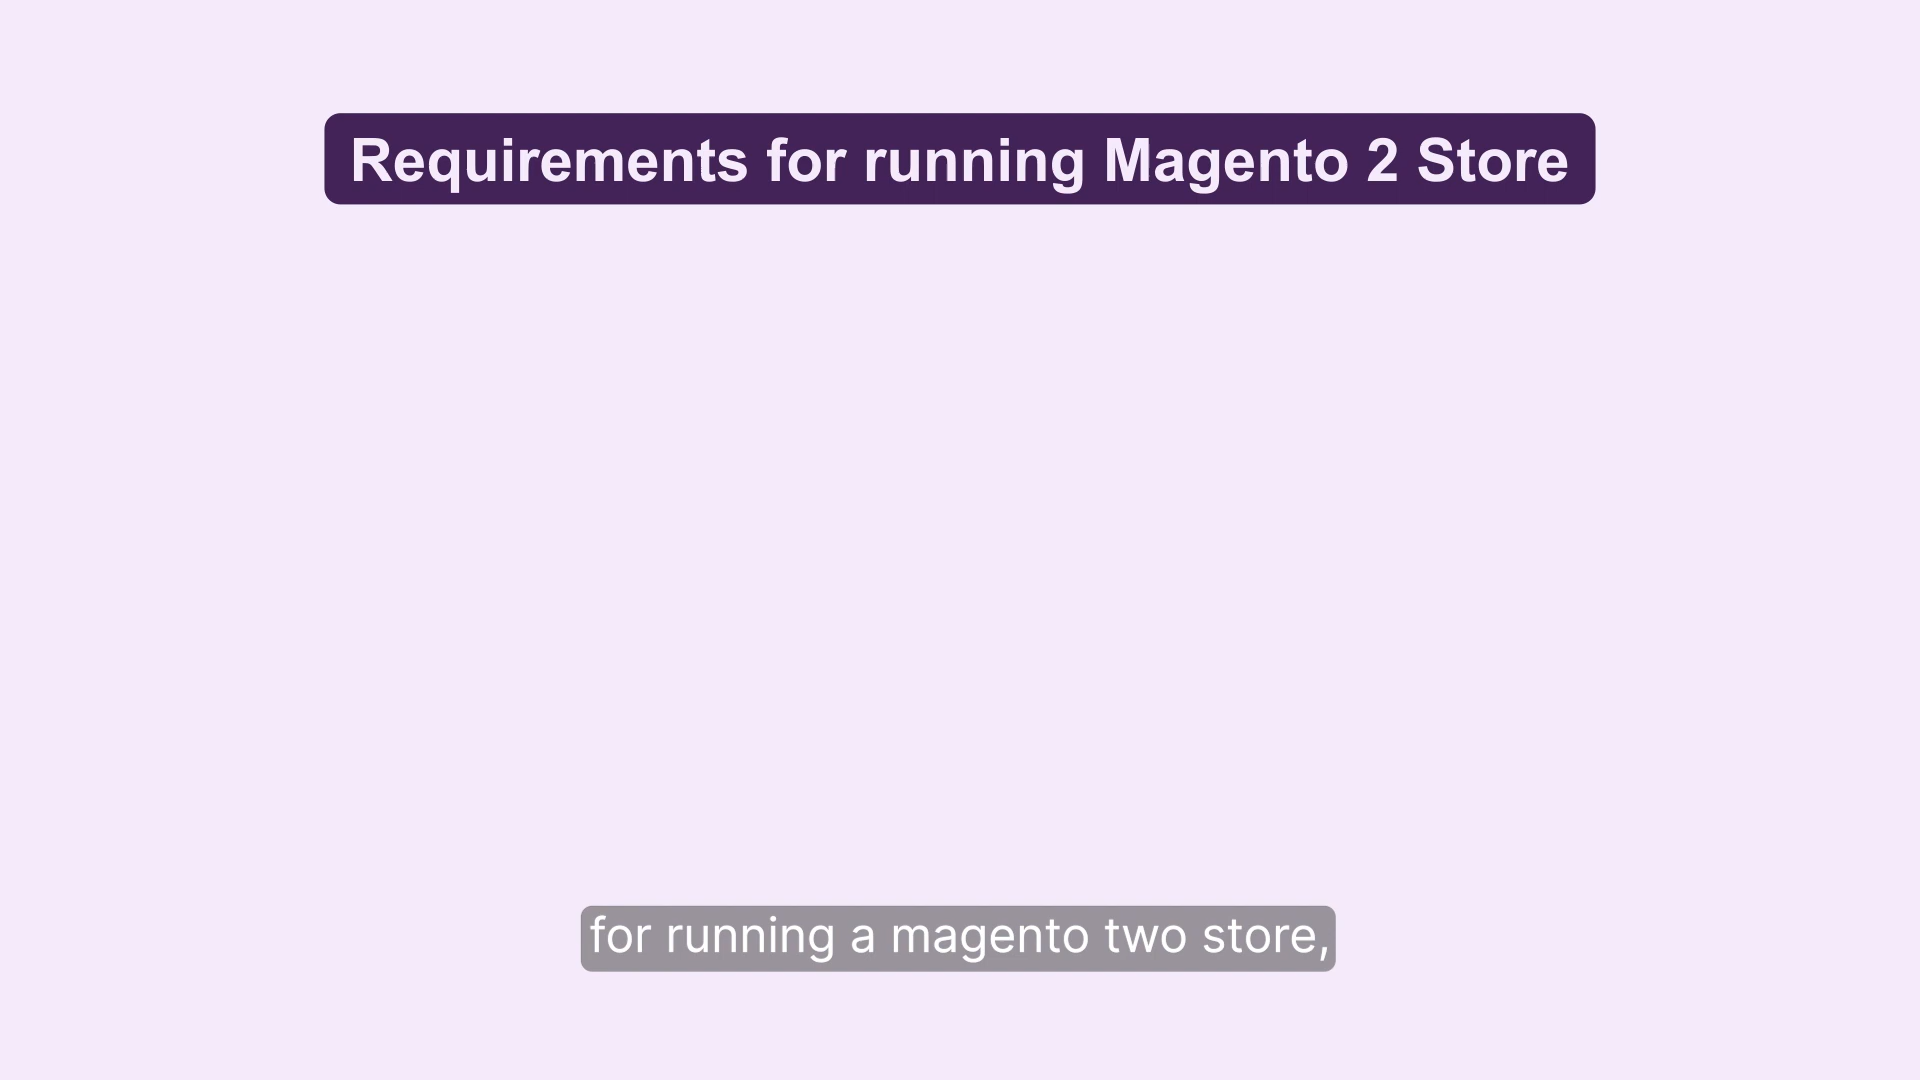 Requirements for running Magento 2 Store
for running a magento two store,